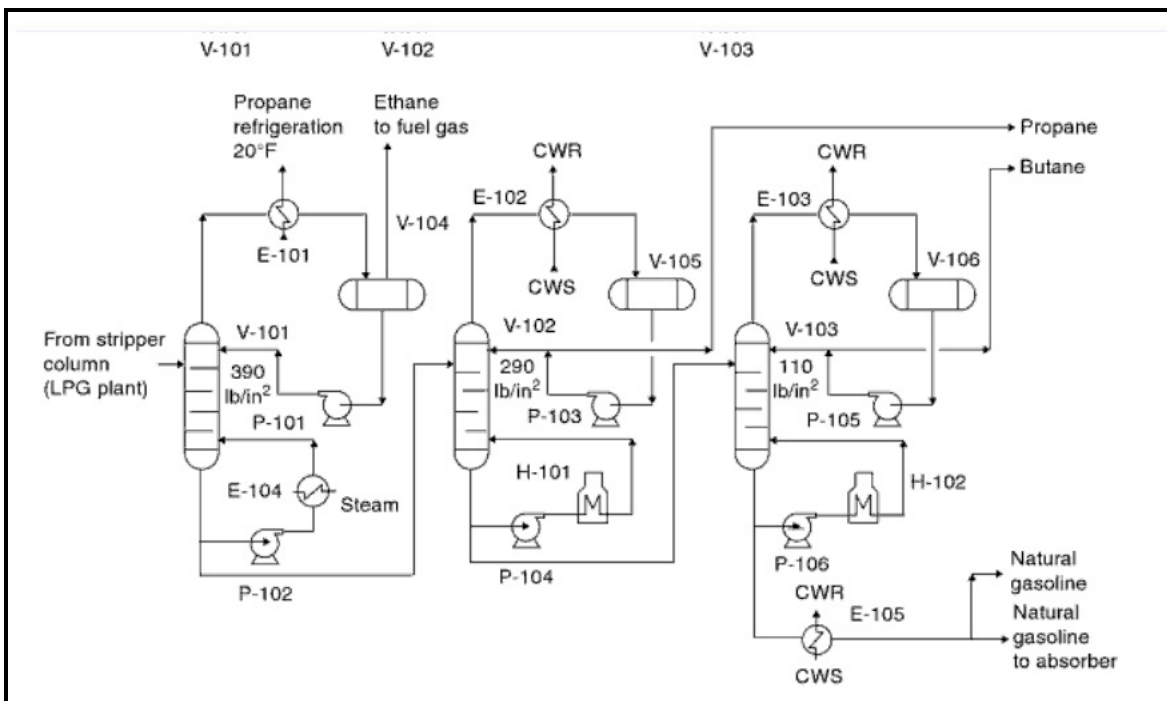 V-101
V-102
V-103
Propane
refrigeration
20°F
Ethane
to fuel gas
CWR
CWR
Propane
Butane
E-102
E-103
V-104
E-101
V-105
V-106
CWS
CWS
From stripper
column
(LPG plant)
V-101
V-102
V-103
390
lb/in²
290
lb/in²
110
lb/in²
P-101
P-103
P-105
E-104
Steam
H-101
M
H-102
M
P-102
P-104
P-106
CWR
E-105
CWS
Natural
gasoline
Natural
gasoline
to absorber